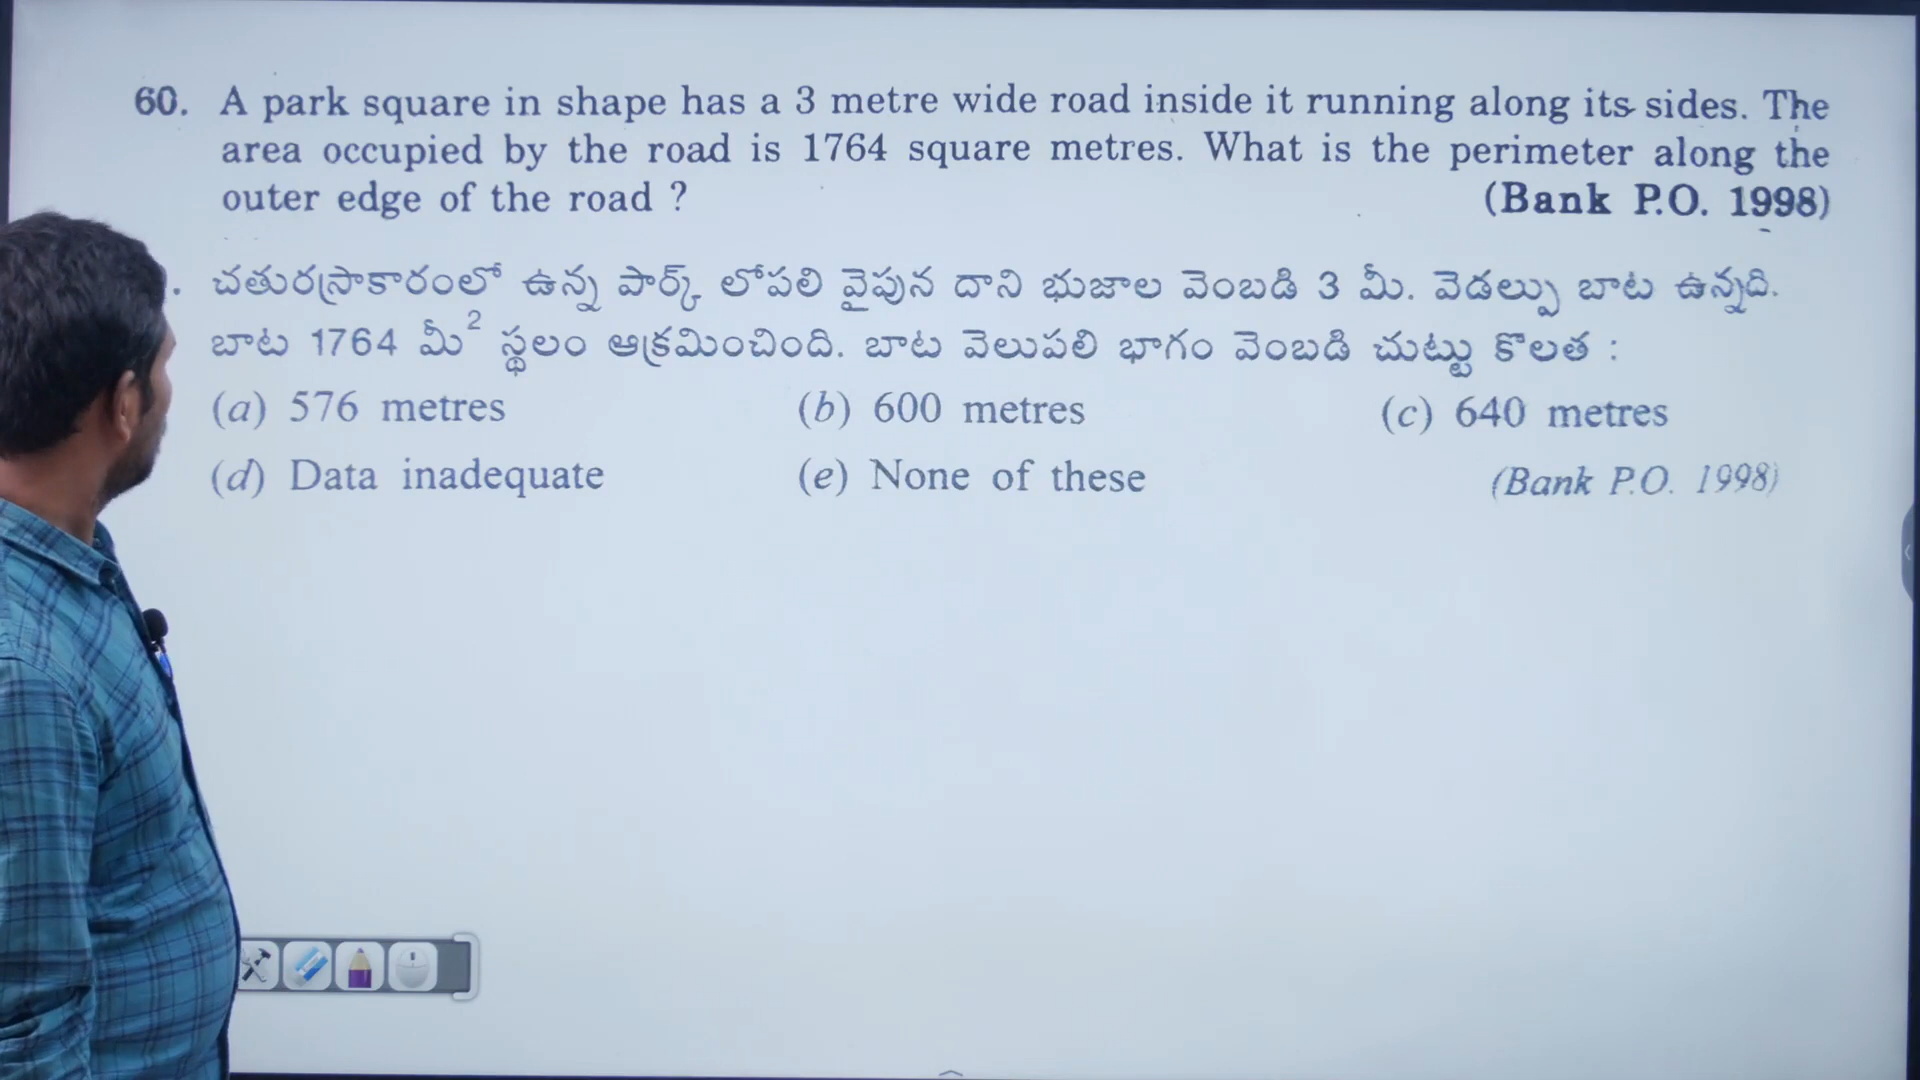 60. A park square in shape has a 3 metre wide road inside it running along its sides. The
area occupied by the road is 1764 square metres. What is the perimeter along the
outer edge of the road ? (Bank P.O. 1998)
. చతురస్రాకారంలో ఉన్న పార్క్ లోపలి వైపున దాని భుజాల వెంబడి 3 మీ. వెడల్పు బాట ఉన్నది.
బాట 1764 మీ² స్థలం ఆక్రమించింది. బాట వెలుపలి భాగం వెంబడి చుట్టు కొలత :
(a) 576 metres (b) 600 metres (c) 640 metres
(d) Data inadequate (e) None of these (Bank P.O. 1998)